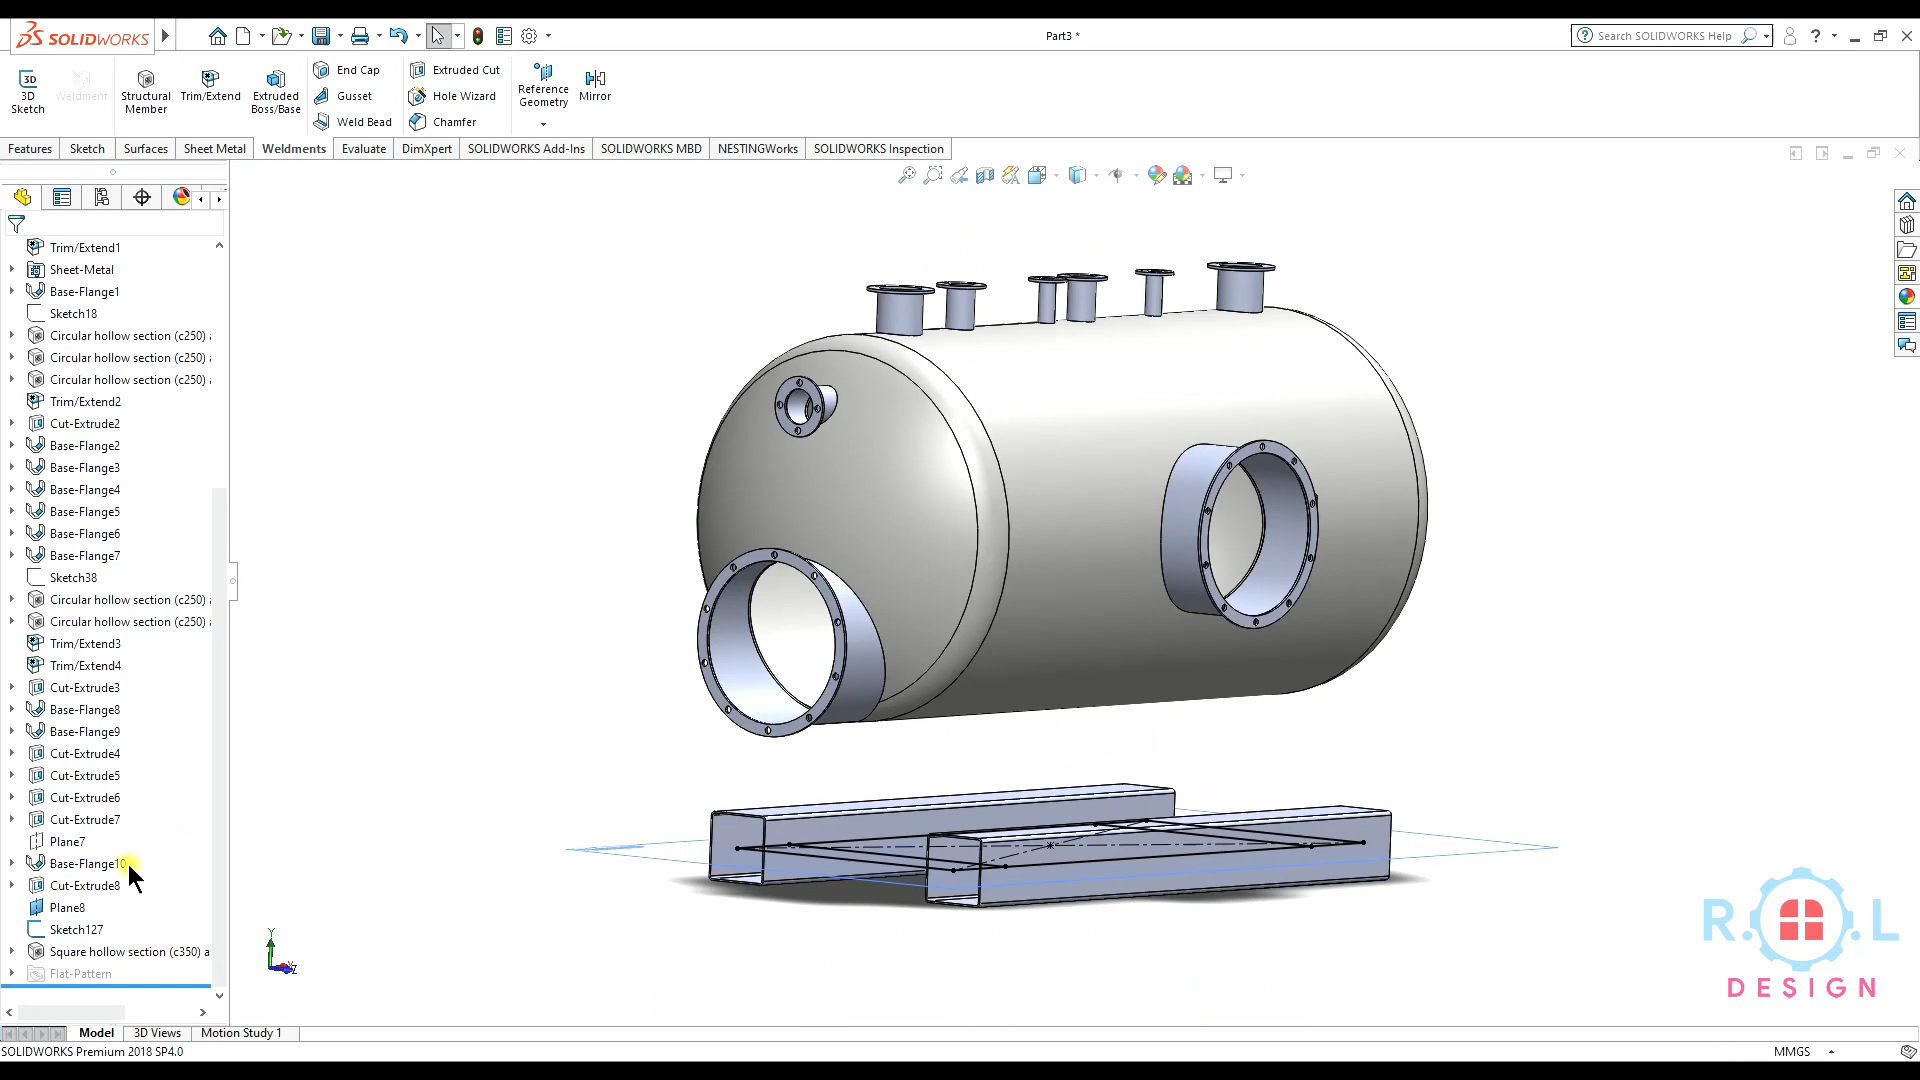 SOLIDWORKS
Part3 *
Search SOLIDWORKS Help
3D
Sketch
Weldment
Structural
Member
Trim/Extend
Extruded
Boss/Base
End Cap
Gusset
Weld Bead
Extruded Cut
Hole Wizard
Chamfer
Reference
Geometry
Mirror
Features
Sketch
Surfaces
Sheet Metal
Weldments
Evaluate
DimXpert
SOLIDWORKS Add-Ins
SOLIDWORKS MBD
NESTINGWorks
SOLIDWORKS Inspection
Trim/Extend1
Sheet-Metal
Base-Flange1
Sketch18
Circular hollow section (c250)
Circular hollow section (c250)
Circular hollow section (c250)
Trim/Extend2
Cut-Extrude2
Base-Flange2
Base-Flange3
Base-Flange4
Base-Flange5
Base-Flange6
Base-Flange7
Sketch38
Circular hollow section (c250)
Circular hollow section (c250)
Trim/Extend3
Trim/Extend4
Cut-Extrude3
Base-Flange8
Base-Flange9
Cut-Extrude4
Cut-Extrude5
Cut-Extrude6
Cut-Extrude7
Plane7
Base-Flange10
Cut-Extrude8
Plane8
Sketch127
Square hollow section (c350) a
Flat-Pattern
Y
Z
R. .L
DESIGN
Model
3D Views
Motion Study 1
SOLIDWORKS Premium 2018 SP4.0
MMGS